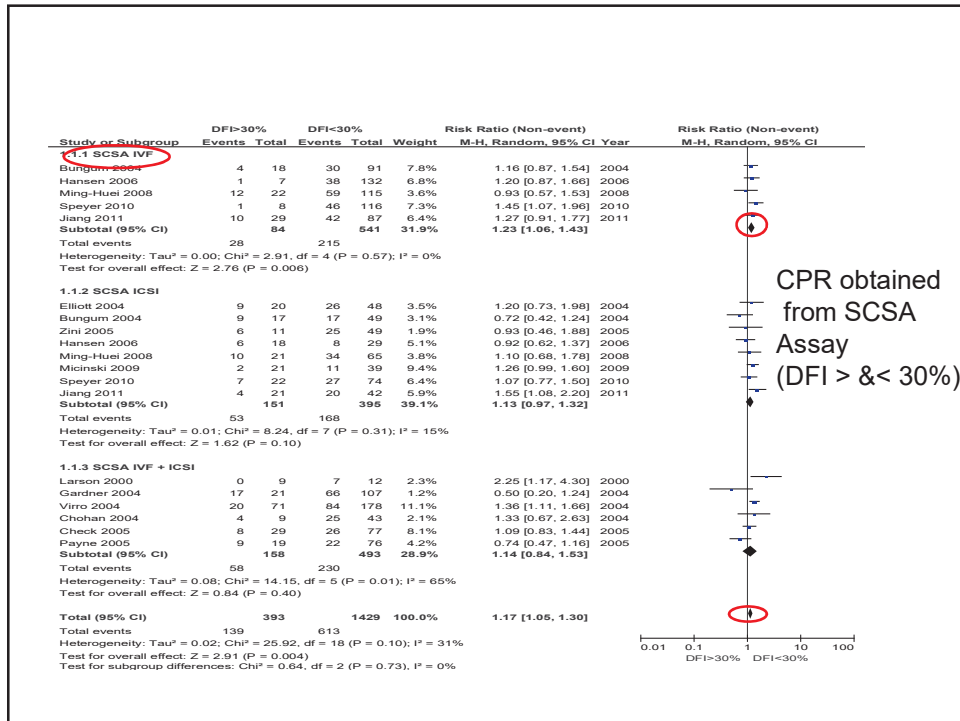 DFI>30% DFI<30% Risk Ratio (Non-event) Risk Ratio (Non-event)
Study or Subgroup Events Total Events Total Weight M-H, Random, 95% CI Year M-H, Random, 95% CI
1.1.1 SCSA IVF
Bungum 2004 4 18 30 91 7.8% 1.16 [0.87, 1.54] 2004
Hansen 2006 1 7 38 132 6.8% 1.20 [0.87, 1.66] 2006
Ming-Huei 2008 12 22 59 115 3.6% 0.93 [0.57, 1.53] 2008
Speyer 2010 1 8 46 116 7.3% 1.45 [1.07, 1.96] 2010
Jiang 2011 10 29 42 87 6.4% 1.27 [0.91, 1.77] 2011
Subtotal (95% CI) 84 541 31.9% 1.23 [1.06, 1.43]
Total events 28 215
Heterogeneity: Tau² = 0.00; Chi² = 2.91, df = 4 (P = 0.57); I² = 0%
Test for overall effect: Z = 2.76 (P = 0.006)
1.1.2 SCSA ICSI
Elliott 2004 9 20 26 48 3.5% 1.20 [0.73, 1.98] 2004
Bungum 2004 9 17 17 49 3.1% 0.72 [0.42, 1.24] 2004
Zini 2005 6 11 25 49 1.9% 0.93 [0.46, 1.88] 2005
Hansen 2006 6 18 8 29 5.1% 0.92 [0.62, 1.37] 2006
Ming-Huei 2008 10 21 34 65 3.9% 1.10 [0.68, 1.78] 2008
Micinski 2009 2 21 11 39 9.2% 1.26 [0.99, 1.60] 2009
Speyer 2010 7 22 27 74 6.6% 1.07 [0.77, 1.50] 2010
Jiang 2011 4 21 20 42 5.8% 1.55 [1.08, 2.20] 2011
Subtotal (95% CI) 151 395 39.1% 1.13 [0.97, 1.32]
Total events 53 168
Heterogeneity: Tau² = 0.01; Chi² = 8.24, df = 7 (P = 0.31); I² = 15%
Test for overall effect: Z = 1.62 (P = 0.10)
1.1.3 SCSA IVF + ICSI
Larson 2000 0 9 7 12 2.3% 2.25 [1.17, 4.30] 2000
Gardner 2004 17 21 66 107 1.2% 0.50 [0.20, 1.24] 2004
Virro 2004 20 71 84 178 11.1% 1.36 [1.11, 1.66] 2004
Chohan 2004 4 9 25 43 2.1% 1.33 [0.67, 2.63] 2004
Check 2005 8 29 26 77 8.1% 1.09 [0.83, 1.44] 2005
Payne 2005 9 19 22 76 4.2% 0.74 [0.47, 1.16] 2005
Subtotal (95% CI) 158 493 28.9% 1.14 [0.84, 1.53]
Total events 58 230
Heterogeneity: Tau² = 0.08; Chi² = 14.15, df = 5 (P = 0.01); I² = 65%
Test for overall effect: Z = 0.84 (P = 0.40)
Total (95% CI) 393 1429 100.0% 1.17 [1.05, 1.30]
Total events 139 613
Heterogeneity: Tau² = 0.02; Chi² = 25.92, df = 18 (P = 0.10); I² = 31%
Test for overall effect: Z = 2.91 (P = 0.004)
Test for subgroup differences: Chi² = 0.64, df = 2 (P = 0.73), I² = 0%
CPR obtained
from SCSA
Assay
(DFI > &< 30%)
0.01 0.1 1 10 100
DFI>30% DFI<30%